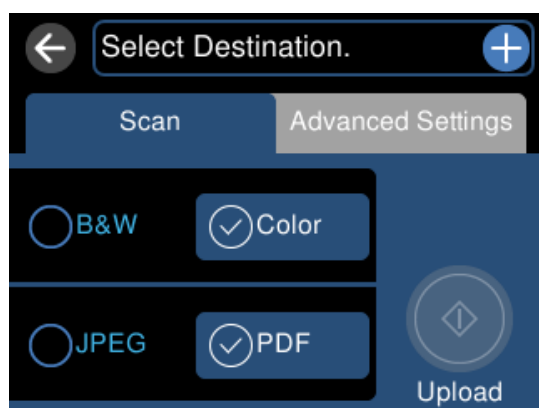 Select Destination.
Scan Advanced Settings
B&W Color
JPEG PDF
Upload